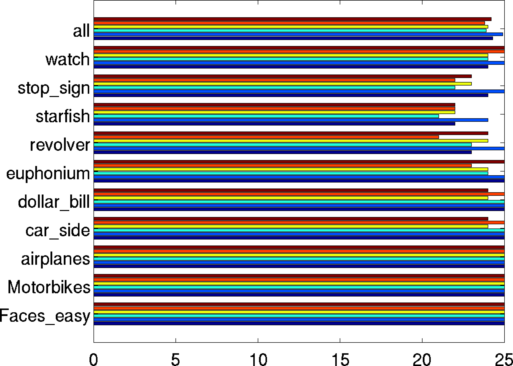 all
watch
stop_sign
starfish
revolver
euphonium
dollar_bill
car_side
airplanes
Motorbikes
Faces_easy
0 5 10 15 20 25